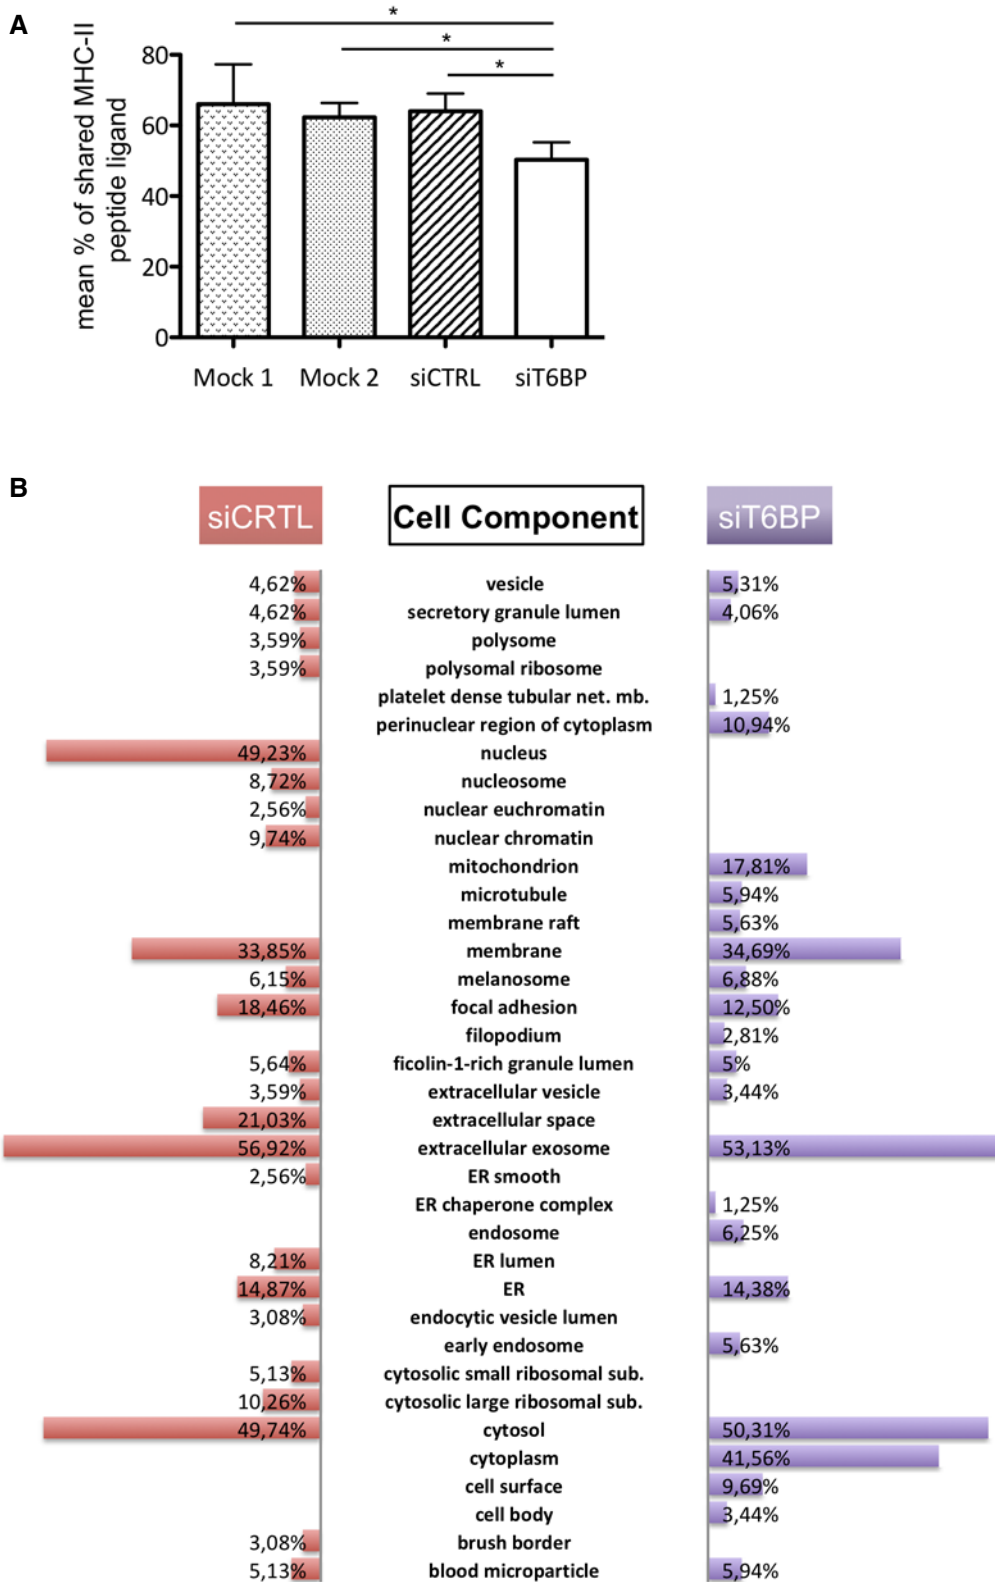 A
*
*
*
mean % of shared MHC-II
peptide ligand
80
60
40
20
0
Mock 1 Mock 2 siCTRL siT6BP
B
siCRTL Cell Component siT6BP
4,62% vesicle 5,31%
4,62% secretory granule lumen 4,06%
3,59% polysome
3,59% polysomal ribosome
platelet dense tubular net. mb. 1,25%
perinuclear region of cytoplasm 10,94%
49,23% nucleus
8,72% nucleosome
2,56% nuclear euchromatin
9,74% nuclear chromatin
mitochondrion 17,81%
microtubule 5,94%
membrane raft 5,63%
33,85% membrane 34,69%
6,15% melanosome 6,88%
18,46% focal adhesion 12,50%
filopodium 2,81%
5,64% ficolin-1-rich granule lumen 5%
3,59% extracellular vesicle 3,44%
21,03% extracellular space
56,92% extracellular exosome 53,13%
2,56% ER smooth
ER chaperone complex 1,25%
endosome 6,25%
8,21% ER lumen
14,87% ER 14,38%
3,08% endocytic vesicle lumen
early endosome 5,63%
5,13% cytosolic small ribosomal sub.
10,26% cytosolic large ribosomal sub.
49,74% cytosol 50,31%
cytoplasm 41,56%
cell surface 9,69%
cell body 3,44%
3,08% brush border
5,13% blood microparticle 5,94%